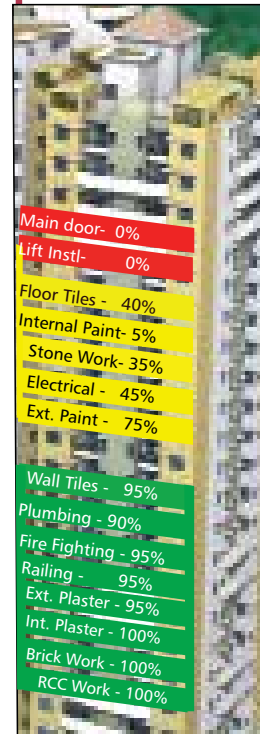 Main door- 0%
Lift Instl- 0%
Floor Tiles - 40%
Internal Paint- 5%
Stone Work- 35%
Electrical - 45%
Ext. Paint - 75%
Wall Tiles - 95%
Plumbing - 90%
Fire Fighting - 95%
Railing - 95%
Ext. Plaster - 95%
Int. Plaster - 100%
Brick Work - 100%
RCC Work - 100%